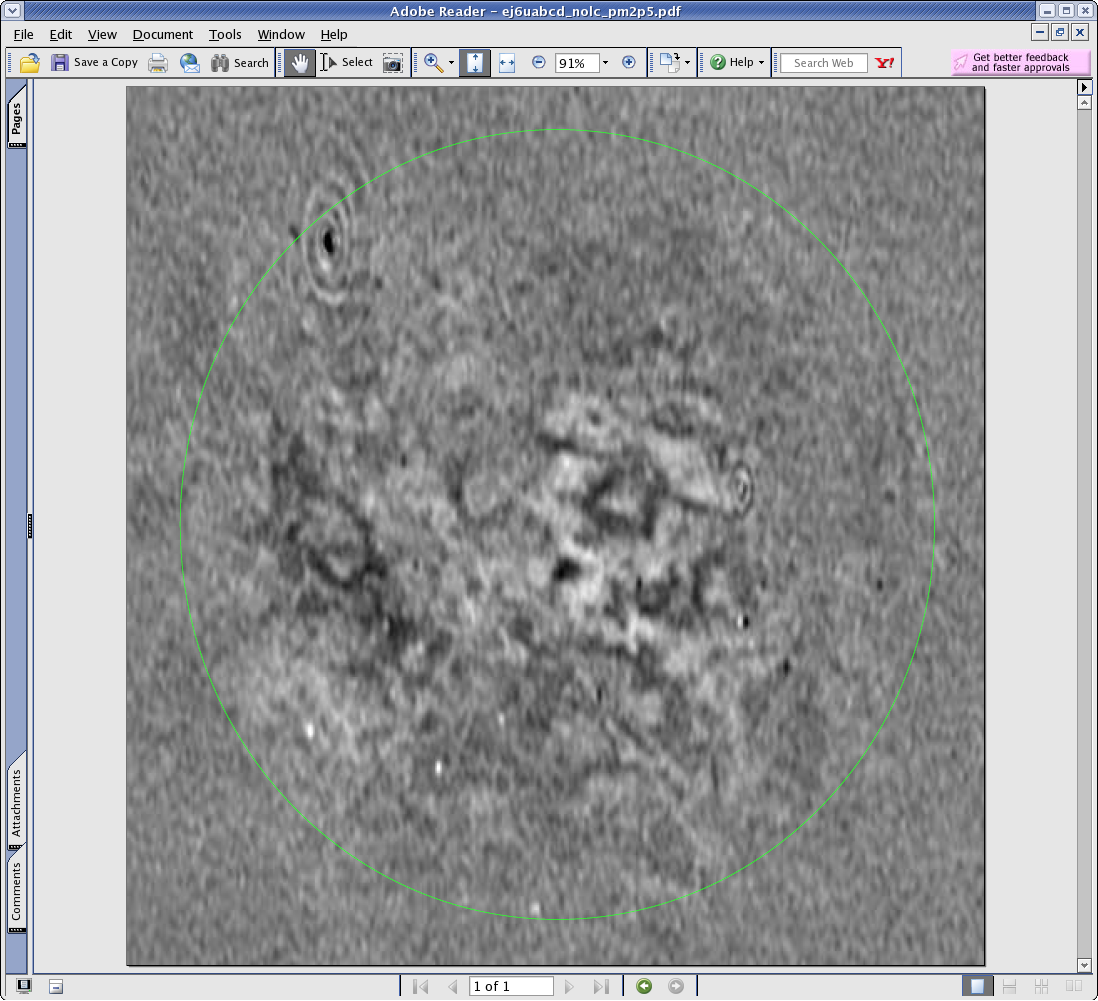 Adobe Reader - ej6uabcd_nolc_pm2p5.pdf
File Edit View Document Tools Window Help
Save a Copy Search Select 91% Help Search Web Y! Get better feedback
and faster approvals
Pages
Attachments
Comments
1 of 1